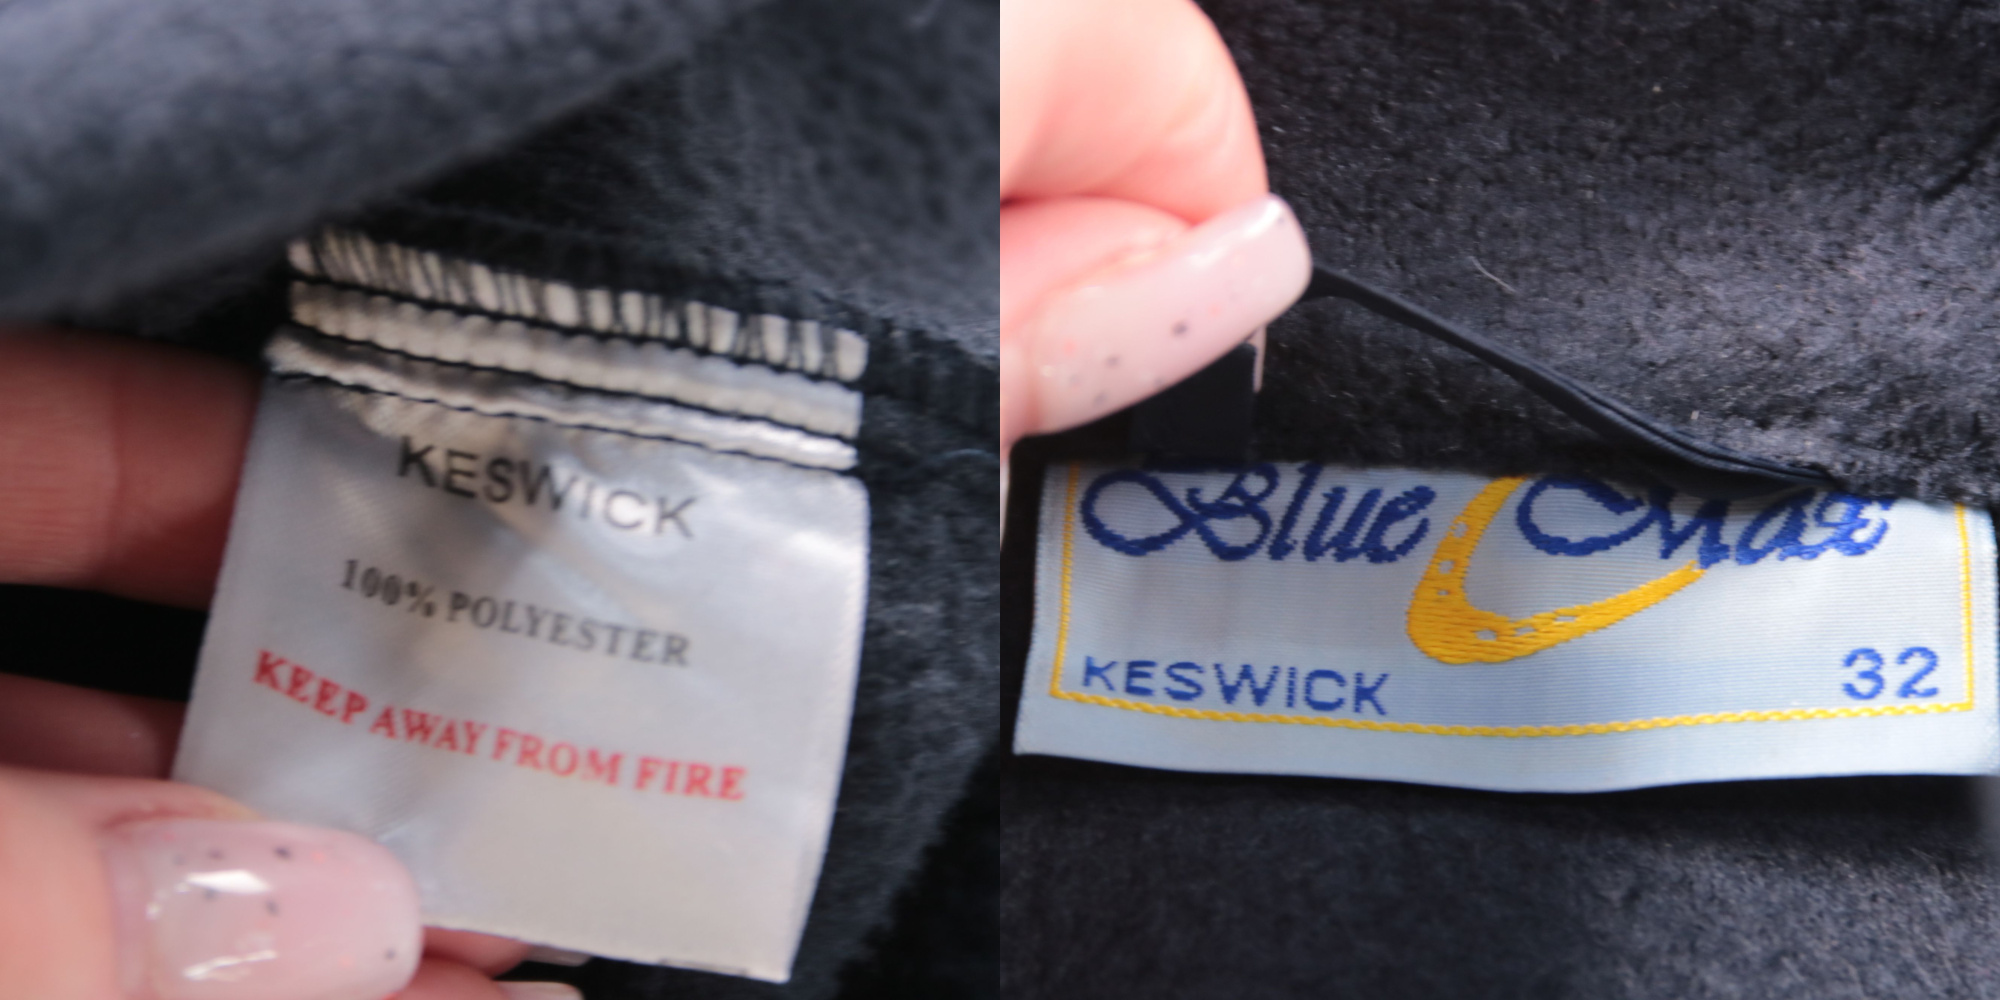 KESWICK
100% POLYESTER
KEEP AWAY FROM FIRE
Blue Max
KESWICK 32